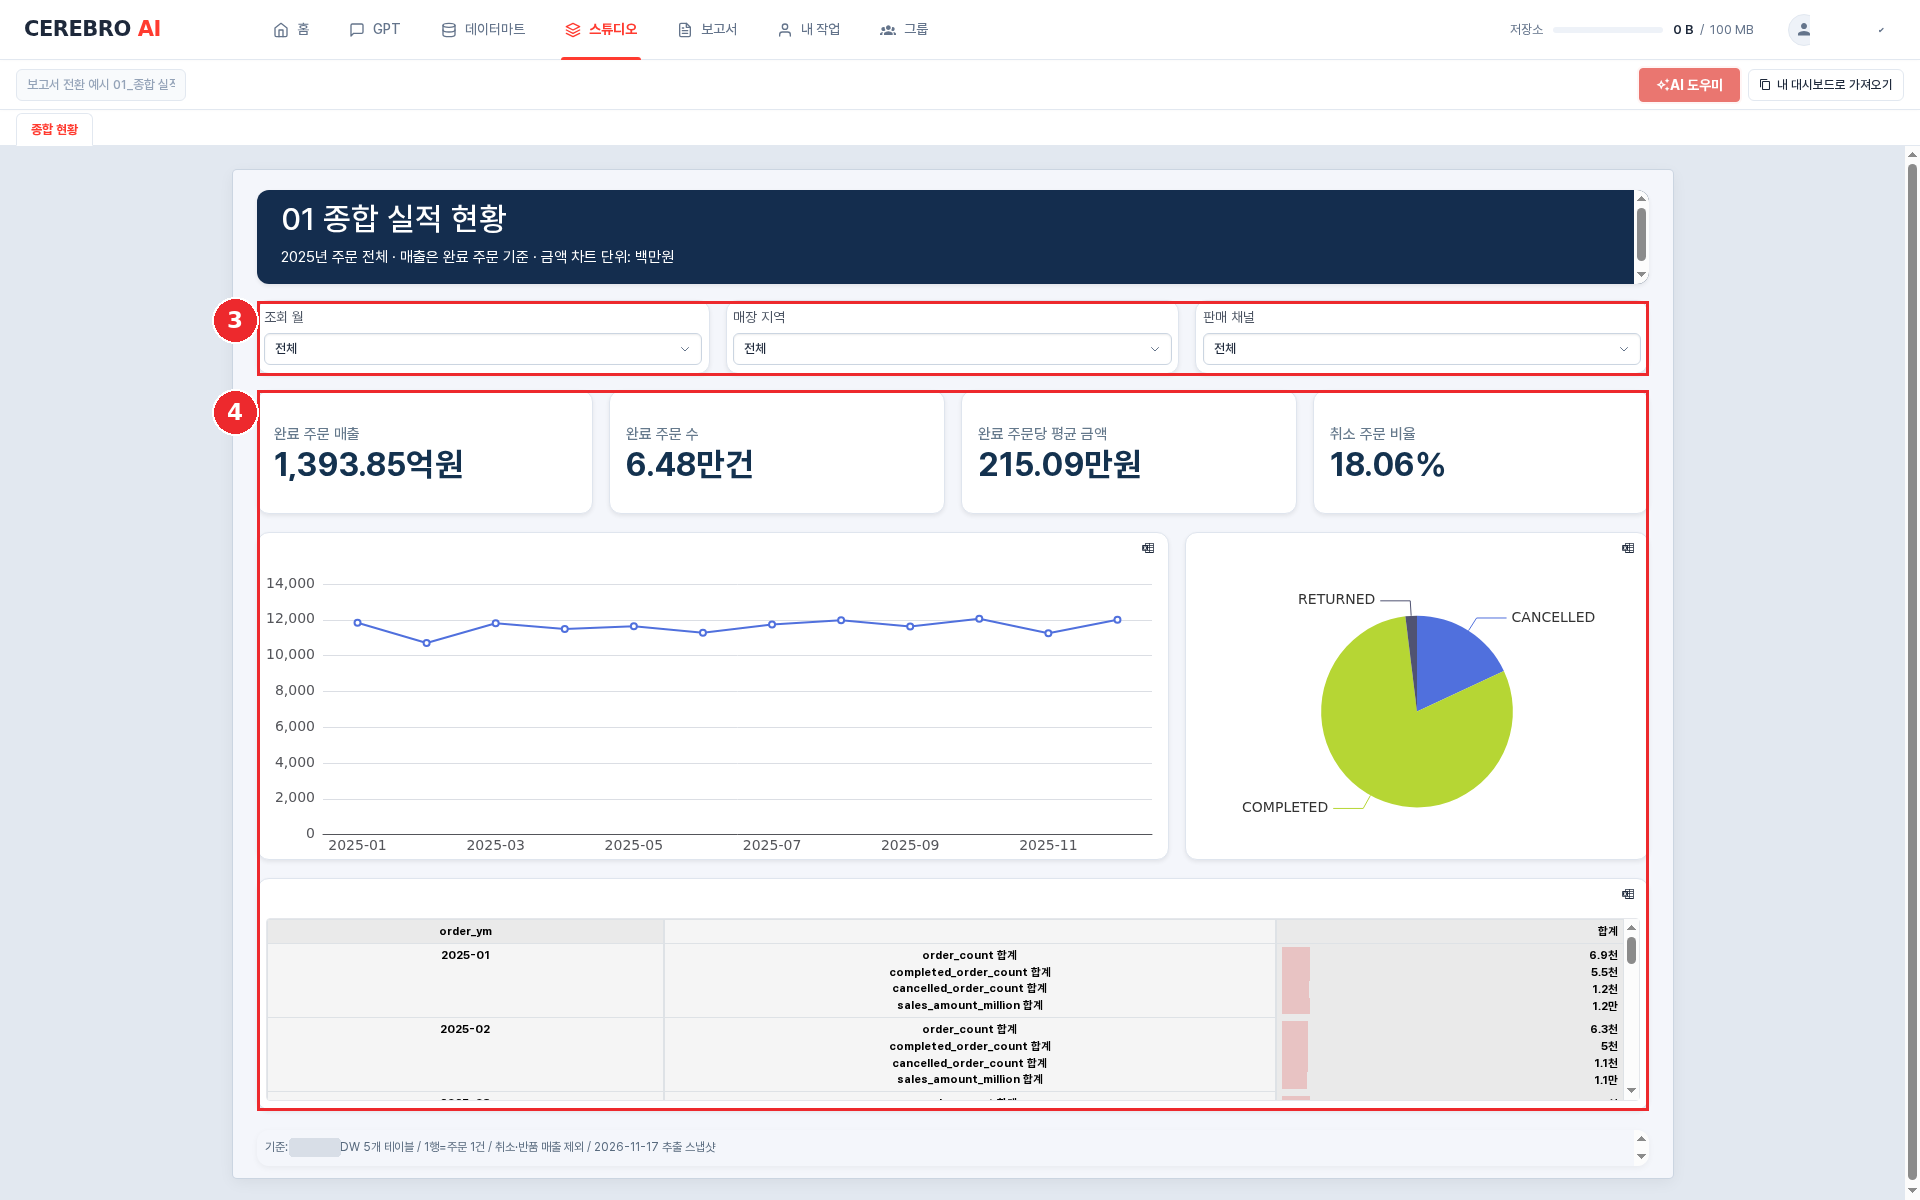 CEREBRO AI
홈
GPT
데이터마트
스튜디오
보고서
내 작업
그룹
저장소
0 B / 100 MB
보고서 전환 예시 01_종합 실적
AI 도우미
내 대시보드로 가져오기
종합 현황
01 종합 실적 현황
2025년 주문 전체 · 매출은 완료 주문 기준 · 금액 차트 단위: 백만원
3
조회 월
매장 지역
판매 채널
전체
전체
전체
4
완료 주문 매출
1,393.85억원
완료 주문 수
6.48만건
완료 주문당 평균 금액
215.09만원
취소 주문 비율
18.06%
14,000
12,000
10,000
8,000
6,000
4,000
2,000
0
2025-01
2025-03
2025-05
2025-07
2025-09
2025-11
RETURNED
CANCELLED
COMPLETED
order_ym
합계
2025-01
order_count 합계
6.9천
completed_order_count 합계
5.5천
cancelled_order_count 합계
1.2천
sales_amount_million 합계
1.2만
2025-02
order_count 합계
6.3천
completed_order_count 합계
5천
cancelled_order_count 합계
1.1천
sales_amount_million 합계
1.1만
기준:
DW 5개 테이블 / 1행=주문 1건 / 취소·반품 매출 제외 / 2026-11-17 추출 스냅샷